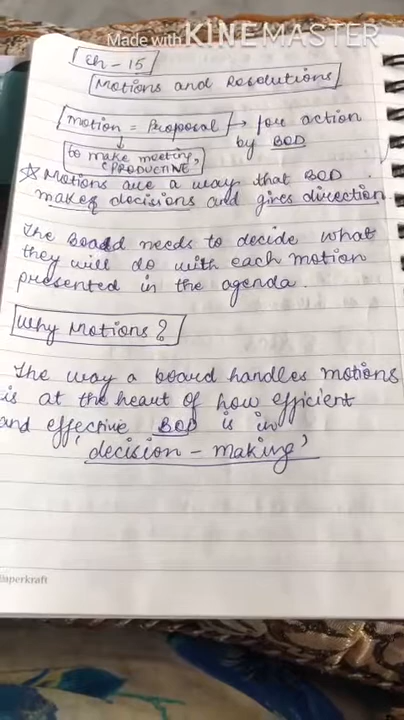 Made with KINEMASTER
Ch - 15
Motions and Resolutions
Motion = Proposal → for action
by BOD
to make meeting
(PRODUCTIVE)
☆ Motions are a way that BOD
makes decisions and gives direction
The Board needs to decide what
they will do with each motion
presented in the agenda.
Why Motions?
The way a board handles motions
is at the heart of how efficient
and effective BOD is in
'decision - making'
aperkraft